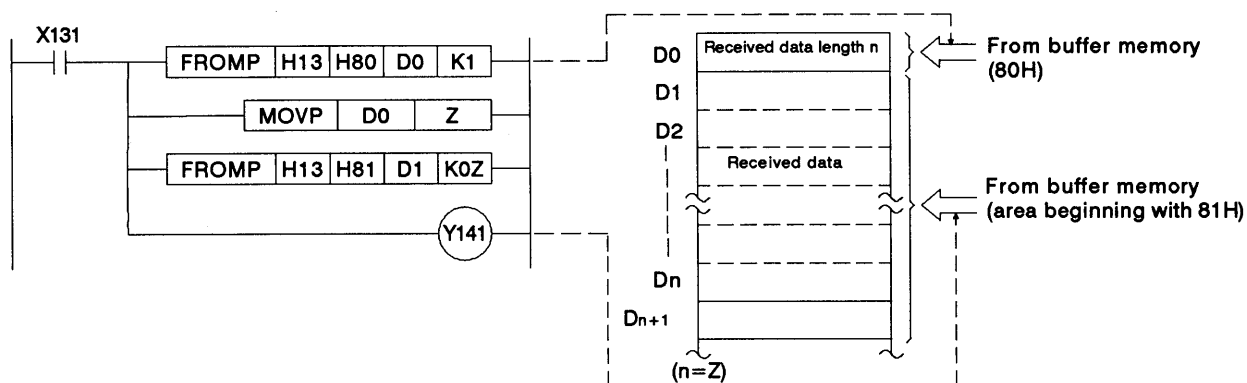 X131
FROMP H13 H80 D0 K1
MOVP D0 Z
FROMP H13 H81 D1 K0Z
Y141
D0 Received data length n
D1
D2
Received data
Dn
Dn+1
(n=Z)
From buffer memory
(80H)
From buffer memory
(area beginning with 81H)